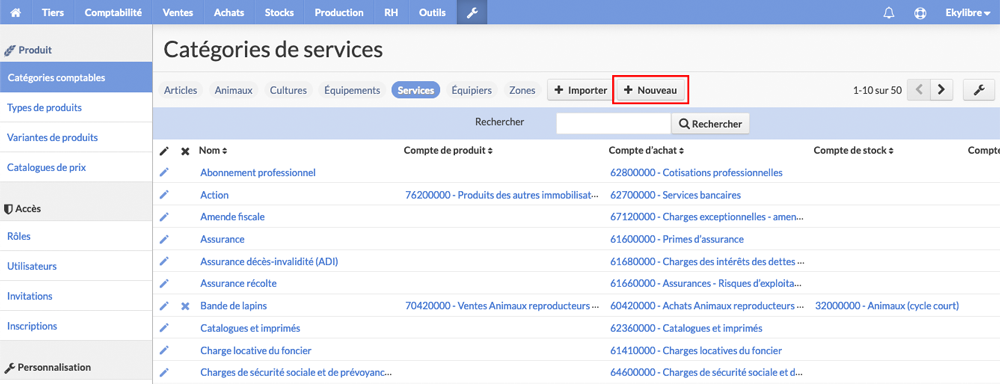 Tiers Comptabilité Ventes Achats Stocks Production RH Outils Ekylibre
Produit
Catégories comptables
Types de produits
Variantes de produits
Catalogues de prix
Accès
Rôles
Utilisateurs
Invitations
Inscriptions
Personnalisation
Catégories de services
Articles Animaux Cultures Équipements Services Équipiers Zones Importer Nouveau 1-10 sur 50
Rechercher Rechercher
Nom Compte de produit Compte d'achat Compte de stock Compte
Abonnement professionnel 62800000 - Cotisations professionnelles
Action 76200000 - Produits des autres immobilisat... 62700000 - Services bancaires
Amende fiscale 67120000 - Charges exceptionnelles - amen...
Assurance 61600000 - Primes d'assurance
Assurance décès-invalidité (ADI) 61680000 - Charges des intérêts des dettes ...
Assurance récolte 61660000 - Assurances - Risques d'exploita...
Bande de lapins 70420000 - Ventes Animaux reproducteurs ... 60420000 - Achats Animaux reproducteurs ... 32000000 - Animaux (cycle court)
Catalogues et imprimés 62360000 - Catalogues et imprimés
Charge locative du foncier 61410000 - Charges locatives du foncier
Charges de sécurité sociale et de prévoyanc... 64600000 - Charges de sécurité sociale et d...